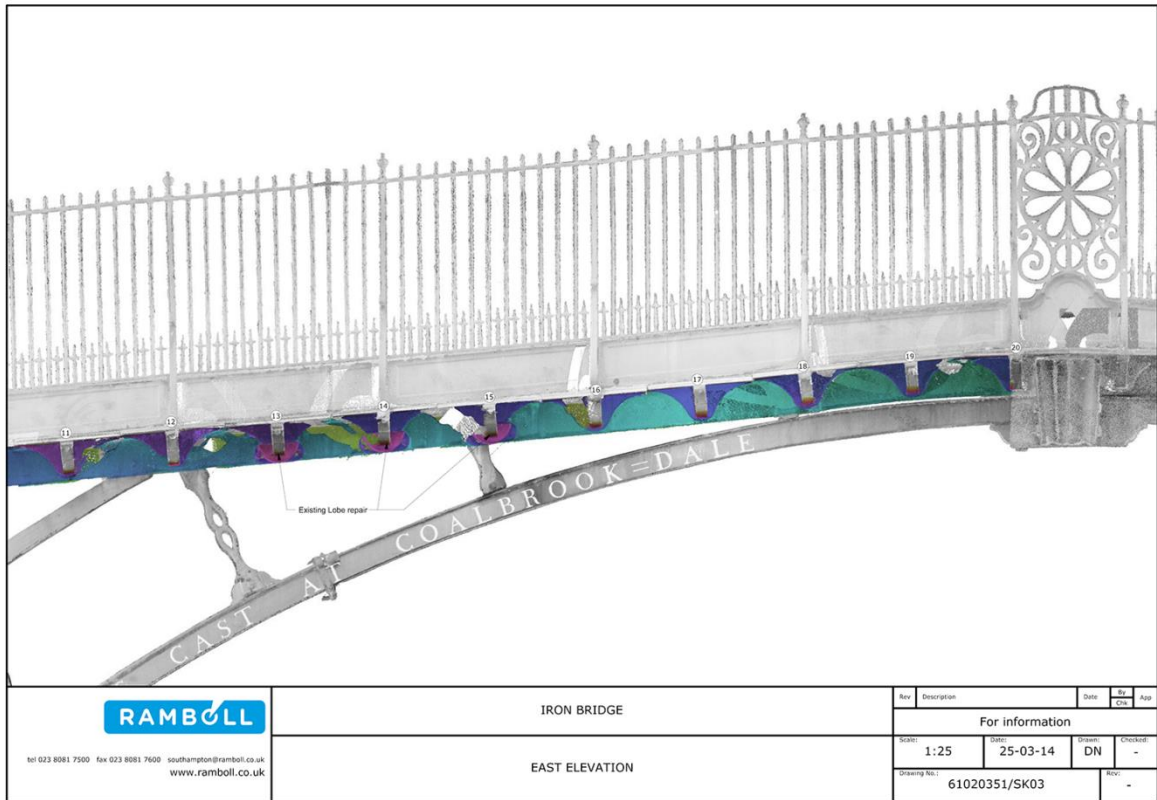 20
19
18
17
16
15
14
13
12
11
Existing Lobe repair
CAST AT COALBROOK=DALE
RAMBOLL
tel 023 8081 7500 fax 023 8081 7600 southampton@ramboll.co.uk
www.ramboll.co.uk
IRON BRIDGE
EAST ELEVATION
Rev Description Date By Chk App
For information
Scale: Date: Drawn: Checked:
1:25 25-03-14 DN -
Drawing No.: Rev:
61020351/SK03 -